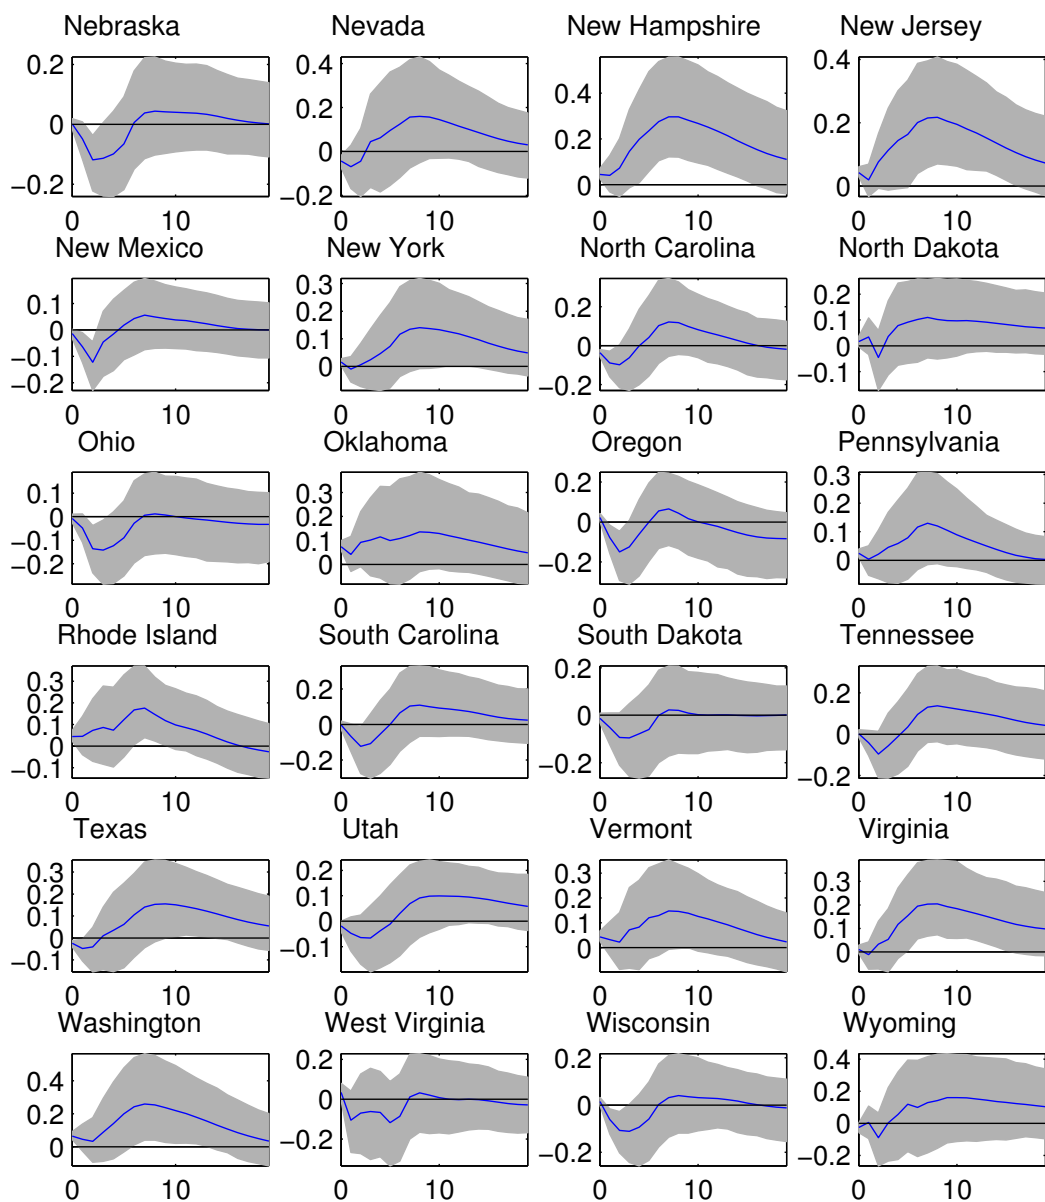 Nebraska Nevada New Hampshire New Jersey
0.2 0.4 0.4 0.4
0 0.2 0.2 0.2
−0.2 0 0 0
−0.2
0 10 0 10 0 10 0 10
New Mexico New York North Carolina North Dakota
0.1 0.3 0.2 0.2
0 0.2 0 0.1
−0.1 0.1 −0.2 0
−0.2 0 −0.1
0 10 0 10 0 10 0 10
Ohio Oklahoma Oregon Pennsylvania
0.1 0.3 0.2 0.3
0 0.2 0 0.2
−0.1 0.1 −0.2 0.1
−0.2 0 0
0 10 0 10 0 10 0 10
Rhode Island South Carolina South Dakota Tennessee
0.3 0.2 0.2 0.2
0.2 0 0 0
0.1 −0.2 −0.2 −0.2
0
−0.1
0 10 0 10 0 10 0 10
Texas Utah Vermont Virginia
0.3 0.2 0.3 0.3
0.2 0.1 0.2 0.2
0.1 0 0.1 0.1
0 −0.1 0 0
−0.1
0 10 0 10 0 10 0 10
Washington West Virginia Wisconsin Wyoming
0.4 0.2 0.2 0.4
0.2 0 0 0.2
0 −0.2 −0.2 0
−0.2
0 10 0 10 0 10 0 10